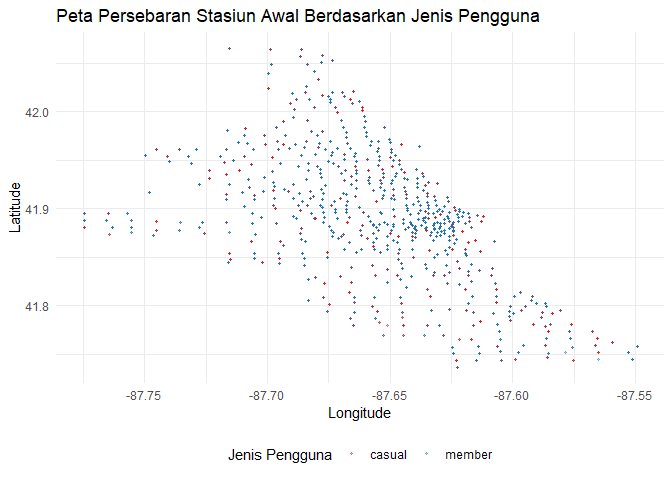 Peta Persebaran Stasiun Awal Berdasarkan Jenis Pengguna
42.0
41.9
41.8
Latitude
-87.75 -87.70 -87.65 -87.60 -87.55
Longitude
Jenis Pengguna casual member